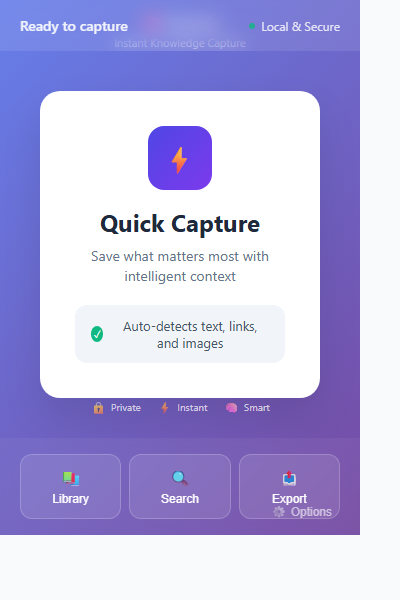 Ready to capture
Local & Secure
Instant Knowledge Capture
Quick Capture
Save what matters most with
intelligent context
Auto-detects text, links,
and images
Private Instant Smart
Library Search Export
Options